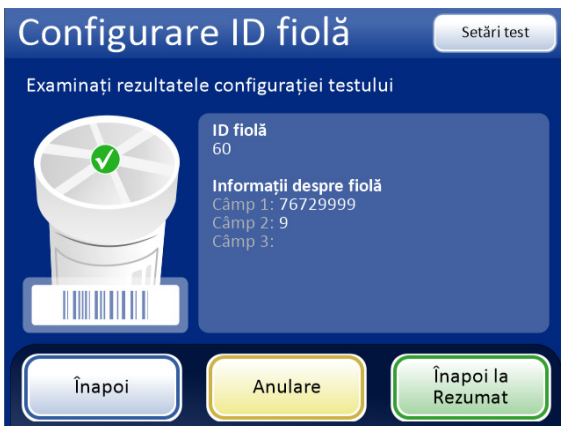 Configurare ID fiolă
Setări test
Examinați rezultatele configurației testului
ID fiolă
60
Informații despre fiolă
Câmp 1: 76729999
Câmp 2: 9
Câmp 3:
Înapoi
Anulare
Înapoi la
Rezumat